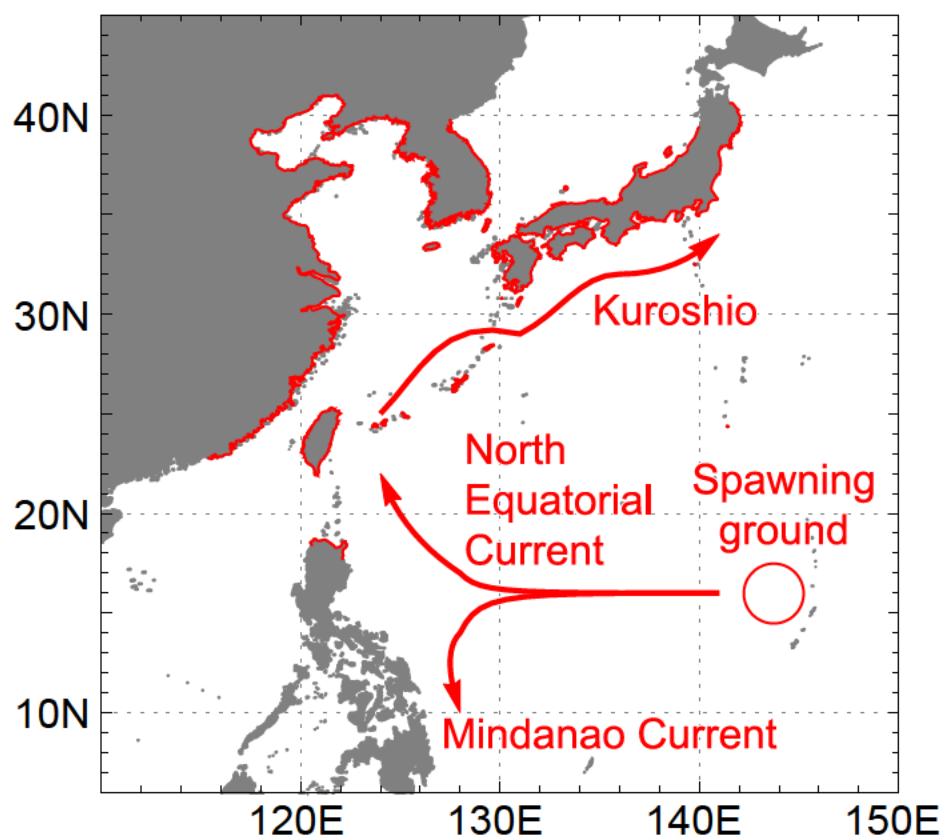 40N
30N
20N
10N
Kuroshio
North
Equatorial
Current
Spawning
ground
Mindanao Current
120E
130E
140E
150E